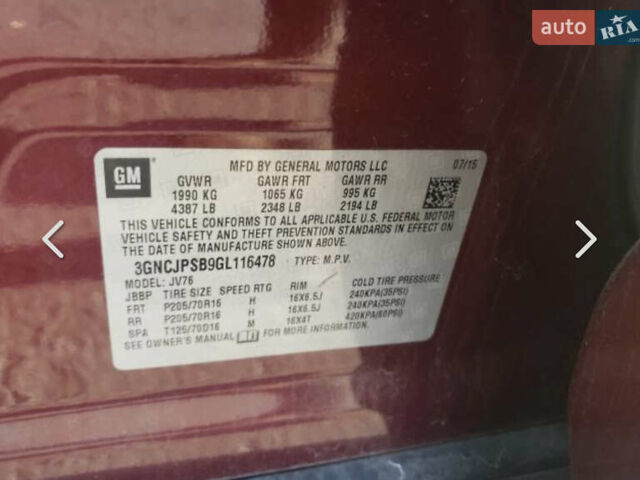 auto RIA .com
GM
MFD BY GENERAL MOTORS LLC 07/15
GVWR GAWR FRT GAWR RR
1990 KG 1065 KG 995 KG
4387 LB 2348 LB 2194 LB
THIS VEHICLE CONFORMS TO ALL APPLICABLE U.S. FEDERAL MOTOR
VEHICLE SAFETY AND THEFT PREVENTION STANDARDS IN EFFECT ON
THE DATE OF MANUFACTURE SHOWN ABOVE.
3GNCJPSB9GL116478 TYPE: M.P.V.
MODEL: JV76
JBBP TIRE SIZE SPEED RTG RIM COLD TIRE PRESSURE
FRT P205/70R16 H 16X6.5J 240KPA(35PSI)
RR P205/70R16 H 16X6.5J 240KPA(35PSI)
SPA T125/70D16 M 16X4T 420KPA(60PSI)
SEE OWNER'S MANUAL FOR MORE INFORMATION.